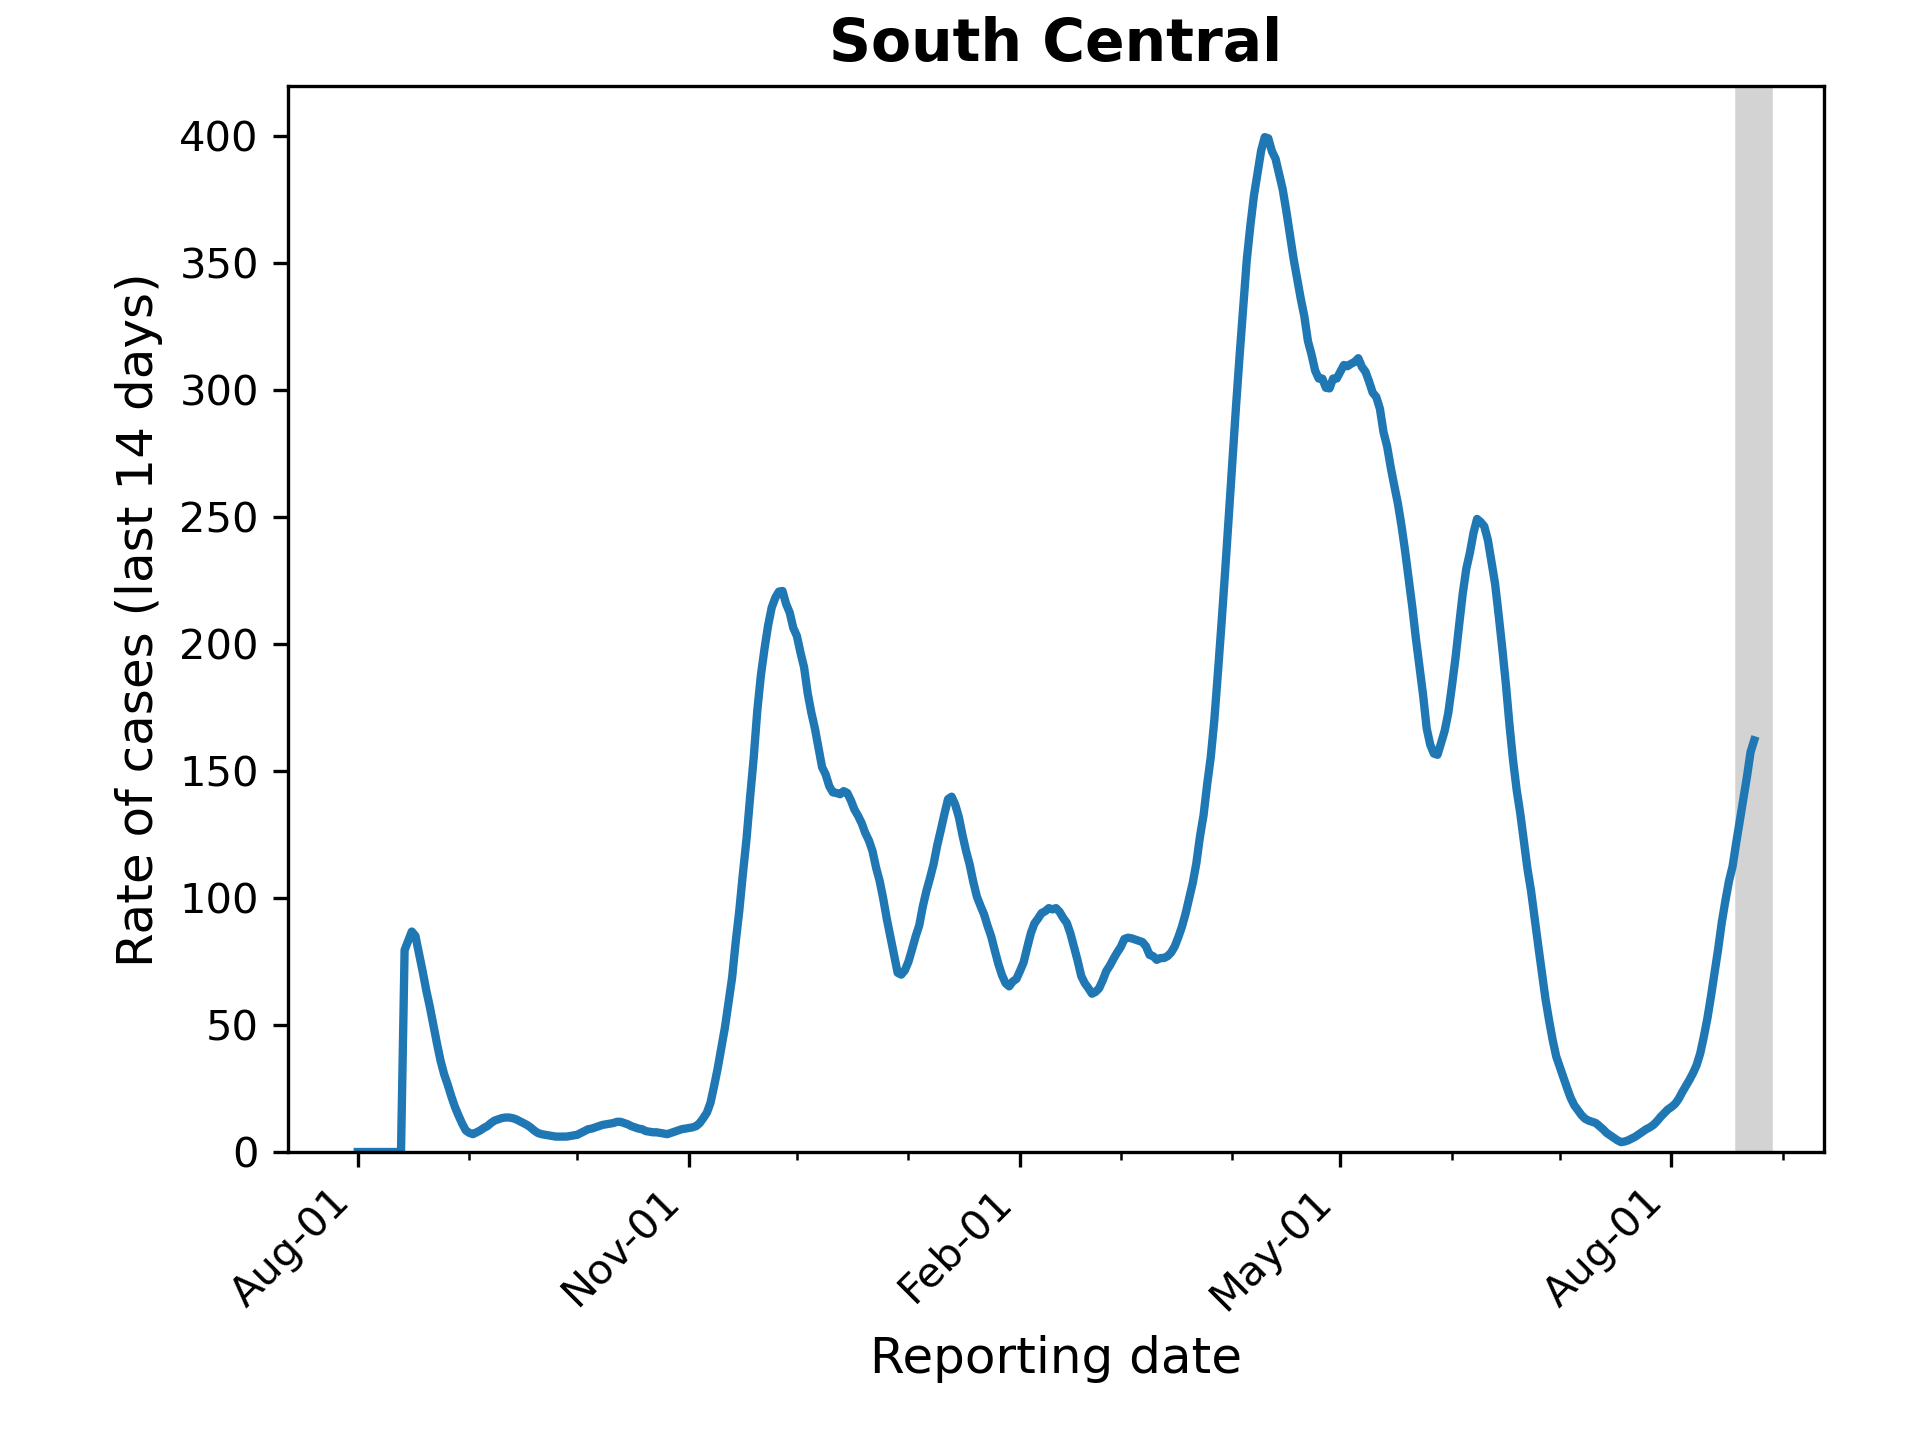 South Central
Rate of cases (last 14 days)
400
350
300
250
200
150
100
50
0
Aug-01
Nov-01
Feb-01
May-01
Aug-01
Reporting date